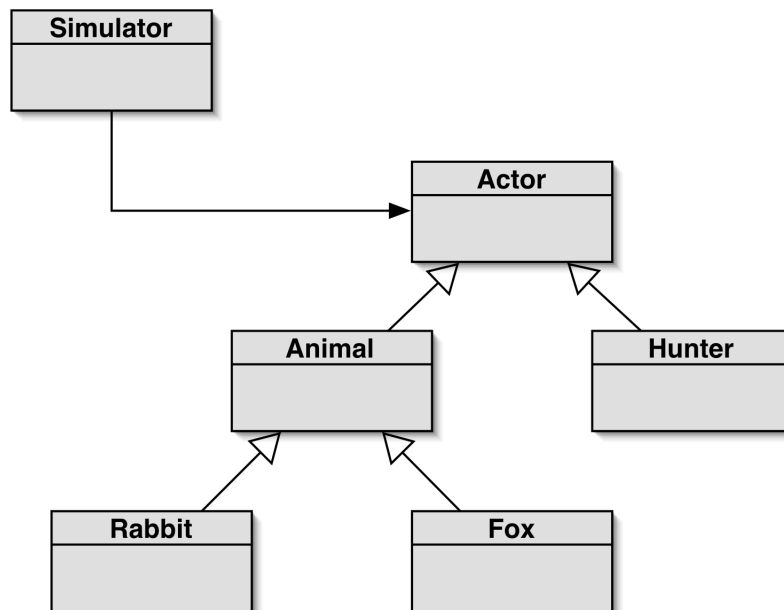 Simulator
Actor
Animal
Hunter
Rabbit
Fox